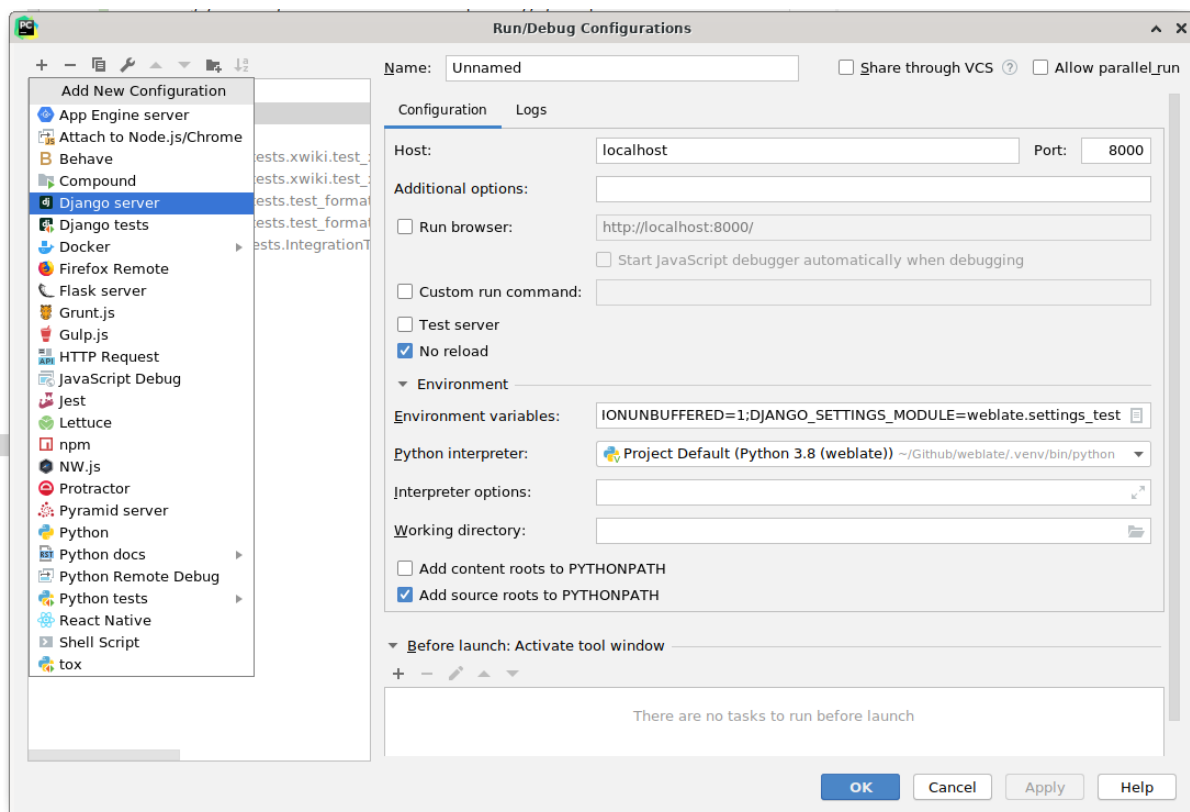 Run/Debug Configurations
Name: Unnamed
Share through VCS ?
Allow parallel run
Add New Configuration
App Engine server
Attach to Node.js/Chrome
Behave
Compound
Django server
Django tests
Docker
Firefox Remote
Flask server
Grunt.js
Gulp.js
HTTP Request
JavaScript Debug
Jest
Lettuce
npm
NW.js
Protractor
Pyramid server
Python
Python docs
Python Remote Debug
Python tests
React Native
Shell Script
tox
ests.xwiki.test_
ests.xwiki.test_
ests.test_format
ests.test_format
ests.IntegrationT
Configuration Logs
Host: localhost Port: 8000
Additional options:
Run browser: http://localhost:8000/
Start JavaScript debugger automatically when debugging
Custom run command:
Test server
No reload
Environment
Environment variables: IONUNBUFFERED=1;DJANGO_SETTINGS_MODULE=weblate.settings_test
Python interpreter: Project Default (Python 3.8 (weblate)) ~/Github/weblate/.venv/bin/python
Interpreter options:
Working directory:
Add content roots to PYTHONPATH
Add source roots to PYTHONPATH
Before launch: Activate tool window
There are no tasks to run before launch
OK Cancel Apply Help